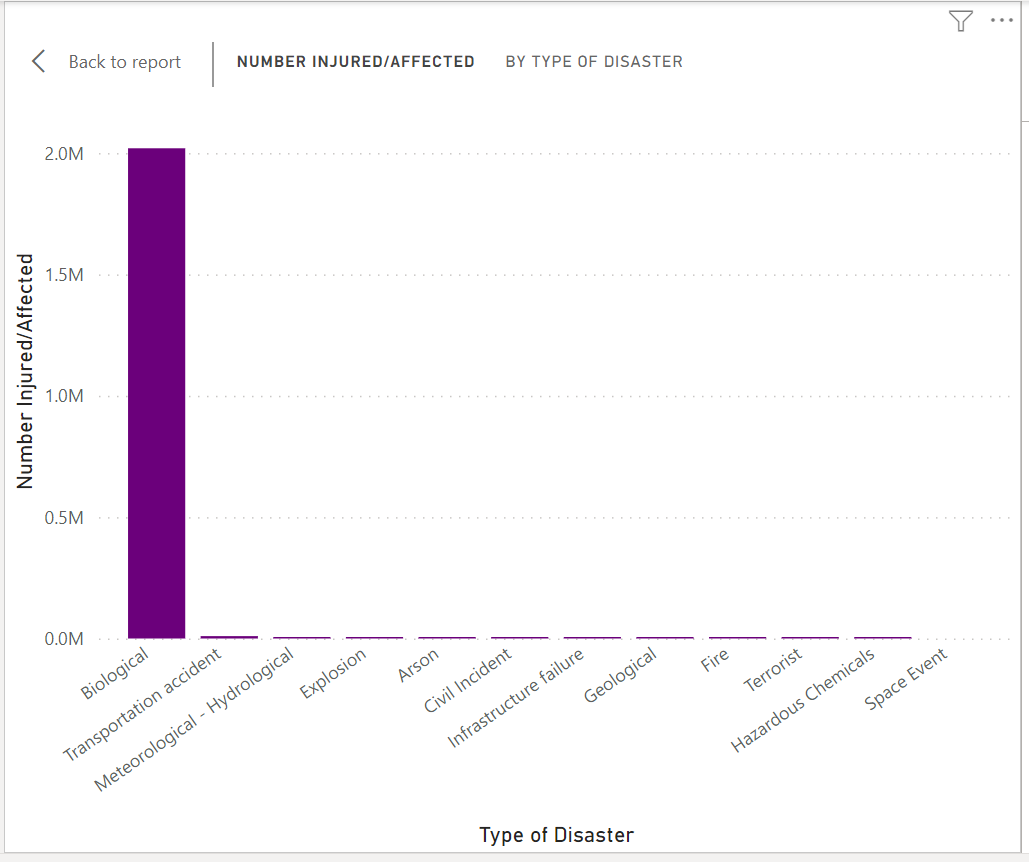 Back to report
NUMBER INJURED/AFFECTED
BY TYPE OF DISASTER
Number Injured/Affected
2.0M
1.5M
1.0M
0.5M
0.0M
Biological
Transportation accident
Meteorological - Hydrological
Explosion
Arson
Civil Incident
Infrastructure failure
Geological
Fire
Terrorist
Hazardous Chemicals
Space Event
Type of Disaster